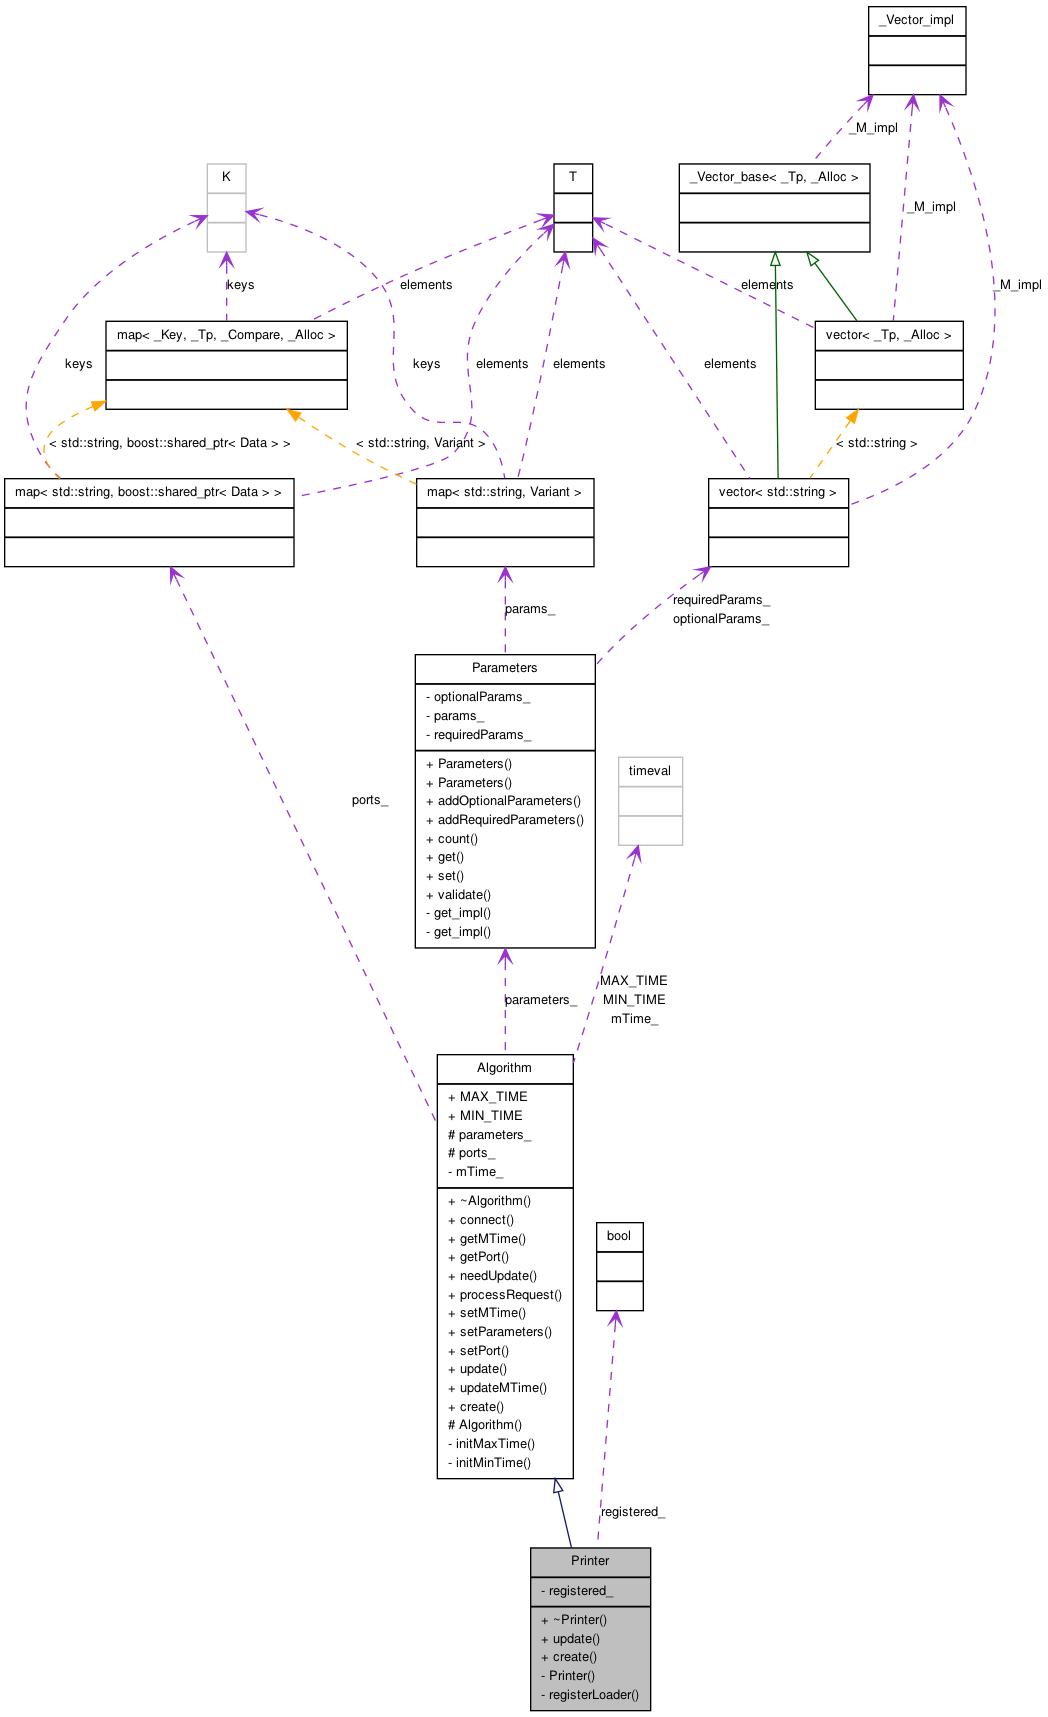 _Vector_impl
_M_impl
K
T
_Vector_base< _Tp, _Alloc >
_M_impl
keys
elements
elements
_M_impl
map< _Key, _Tp, _Compare, _Alloc >
vector< _Tp, _Alloc >
keys
keys
elements
elements
elements
< std::string, boost::shared_ptr< Data > >
< std::string, Variant >
< std::string >
map< std::string, boost::shared_ptr< Data > >
map< std::string, Variant >
vector< std::string >
params_
requiredParams_
optionalParams_
Parameters
- optionalParams_
- params_
- requiredParams_
+ Parameters()
+ Parameters()
+ addOptionalParameters()
+ addRequiredParameters()
+ count()
+ get()
+ set()
+ validate()
- get_impl()
- get_impl()
timeval
ports_
parameters_
MAX_TIME
MIN_TIME
mTime_
Algorithm
+ MAX_TIME
+ MIN_TIME
# parameters_
# ports_
- mTime_
+ ~Algorithm()
+ connect()
+ getMTime()
+ getPort()
+ needUpdate()
+ processRequest()
+ setMTime()
+ setParameters()
+ setPort()
+ update()
+ updateMTime()
+ create()
# Algorithm()
- initMaxTime()
- initMinTime()
bool
registered_
Printer
- registered_
+ ~Printer()
+ update()
+ create()
- Printer()
- registerLoader()